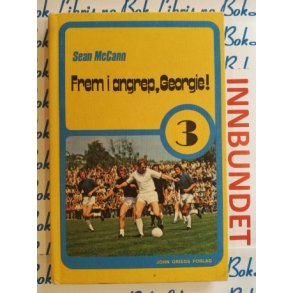 Sean McCann
Frem i angrep, Georgie!
3
JOHN GRIEGS FORLAG
INNBUNDET